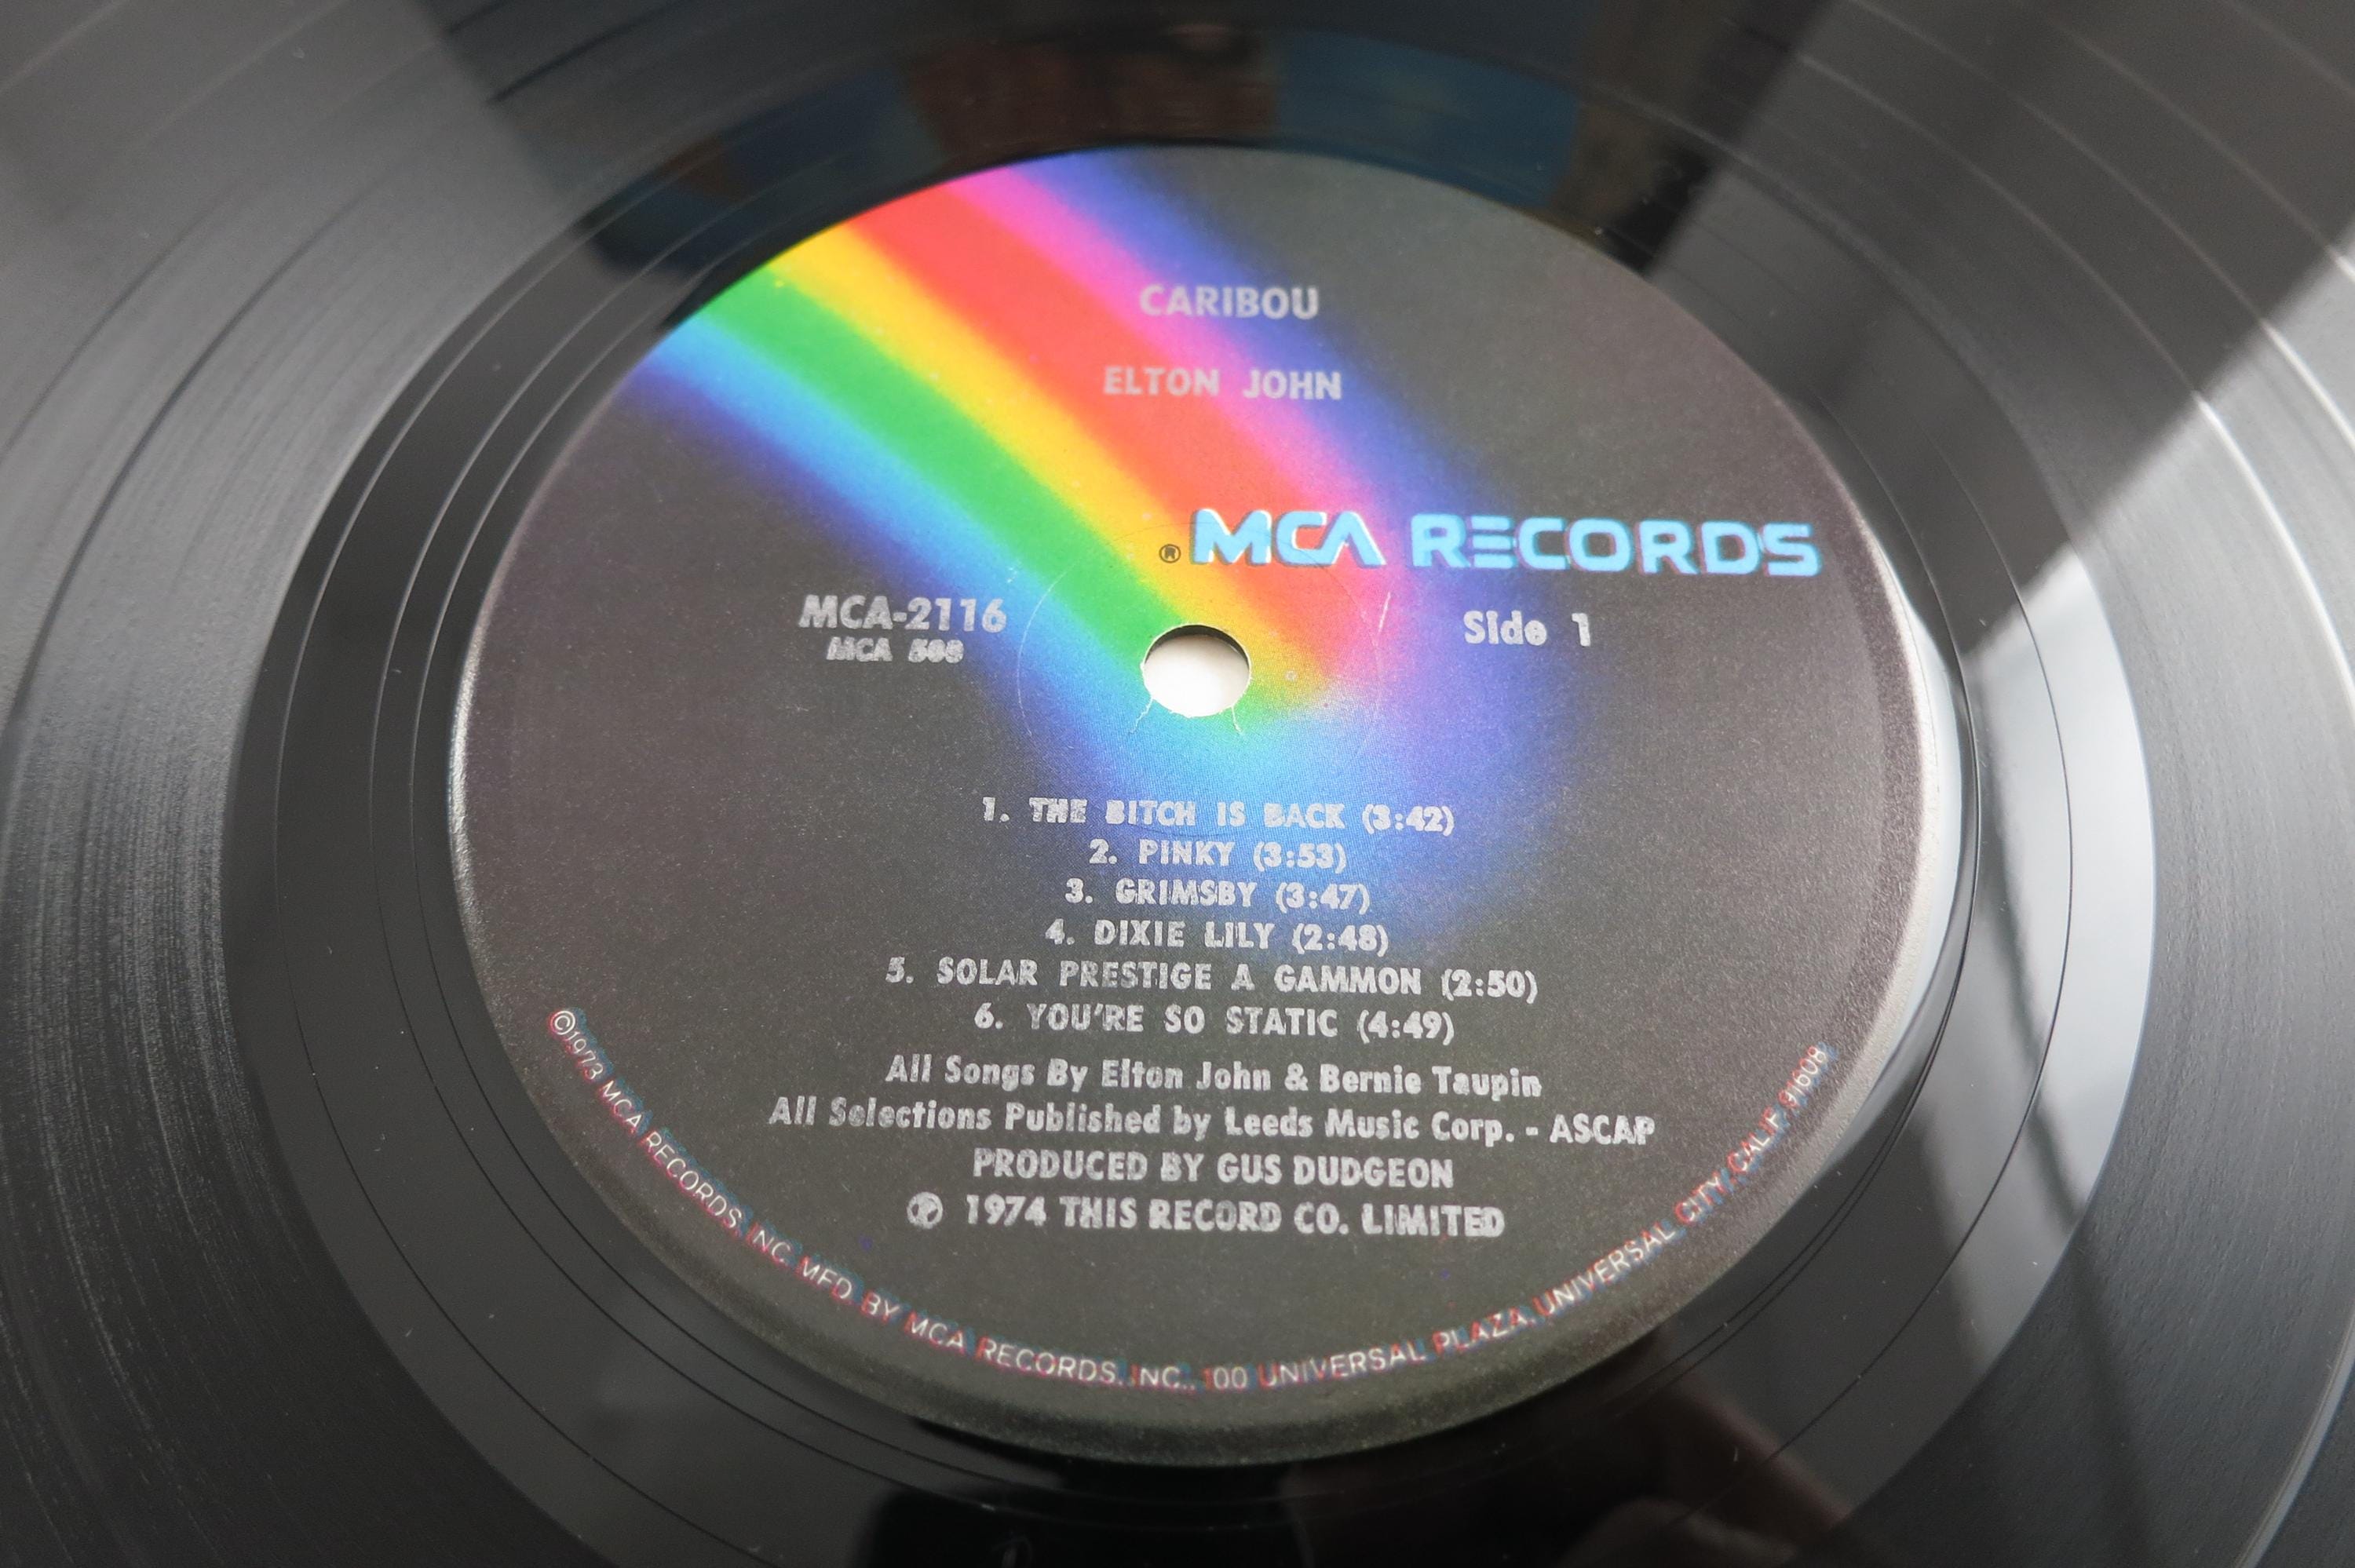 CARIBOU
ELTON JOHN
® MCA RECORDS
MCA-2116
Side 1
MCA
1. THE BITCH IS BACK (3:42)
2. PINKY (3:53)
3. GRIMSBY (3:47)
4. DIXIE LILY (2:48)
5. SOLAR PRESTIGE A GAMMON (2:50)
6. YOU'RE SO STATIC (4:49)
All Songs By Elton John & Bernie Taupin
All Selections Published by Leeds Music Corp. - ASCAP
PRODUCED BY GUS DUDGEON
℗ 1974 THIS RECORD CO. LIMITED
©1973 MCA RECORDS, INC. MFD. BY MCA RECORDS, INC., 100 UNIVERSAL PLAZA, UNIVERSAL CITY, CALIF. 91608